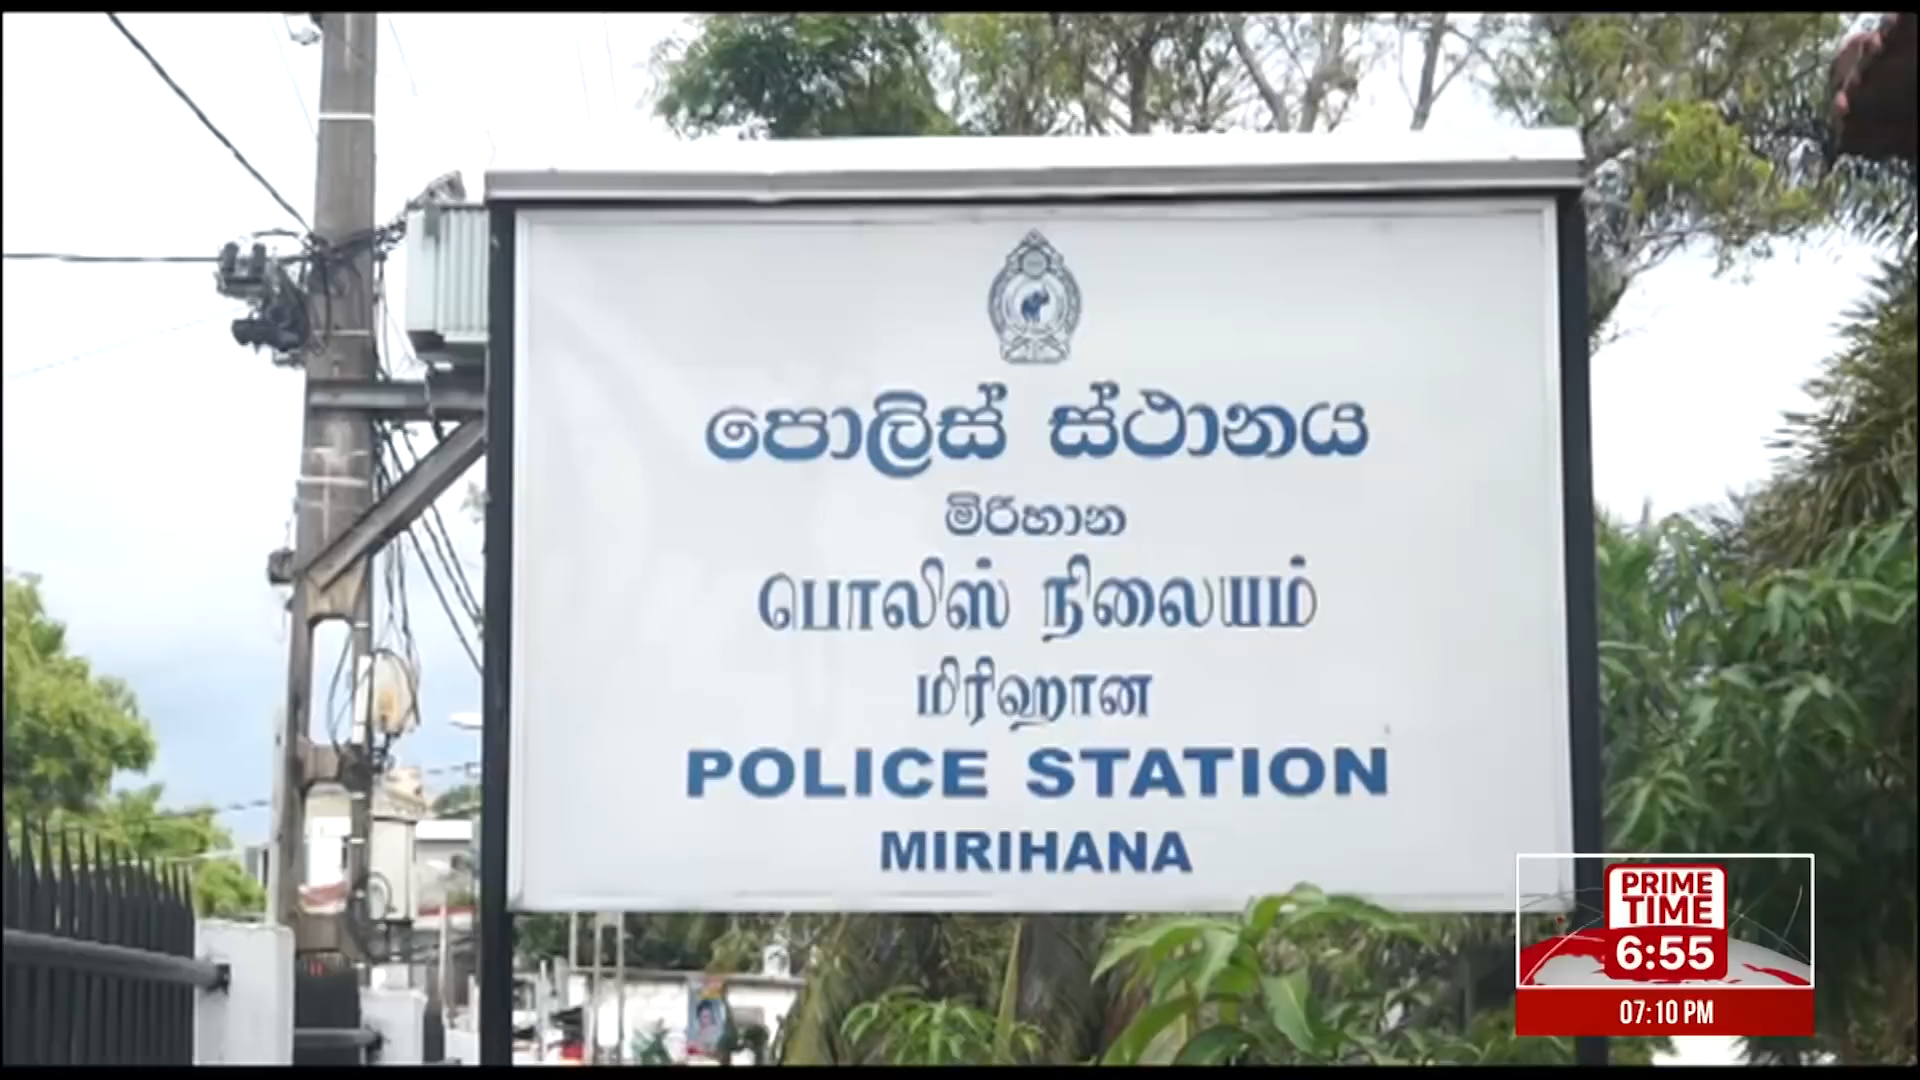 පොලිස් ස්ථානය
මිරිහාන
பொலிஸ் நிலையம்
மிரிஹான
POLICE STATION
MIRIHANA
PRIME
TIME
6:55
07:10 PM